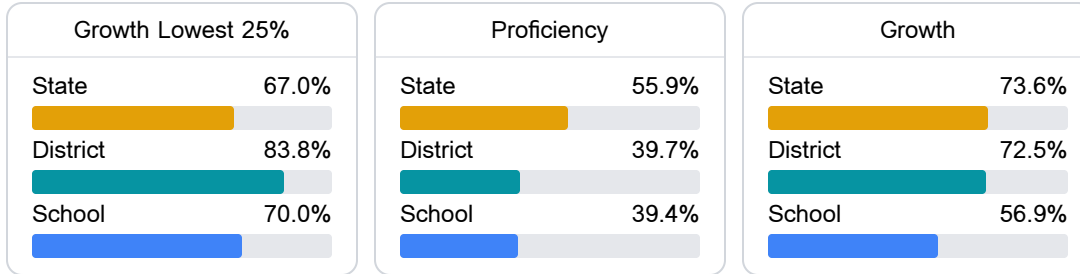 Growth Lowest 25%
State 67.0%
District 83.8%
School 70.0%
Proficiency
State 55.9%
District 39.7%
School 39.4%
Growth
State 73.6%
District 72.5%
School 56.9%